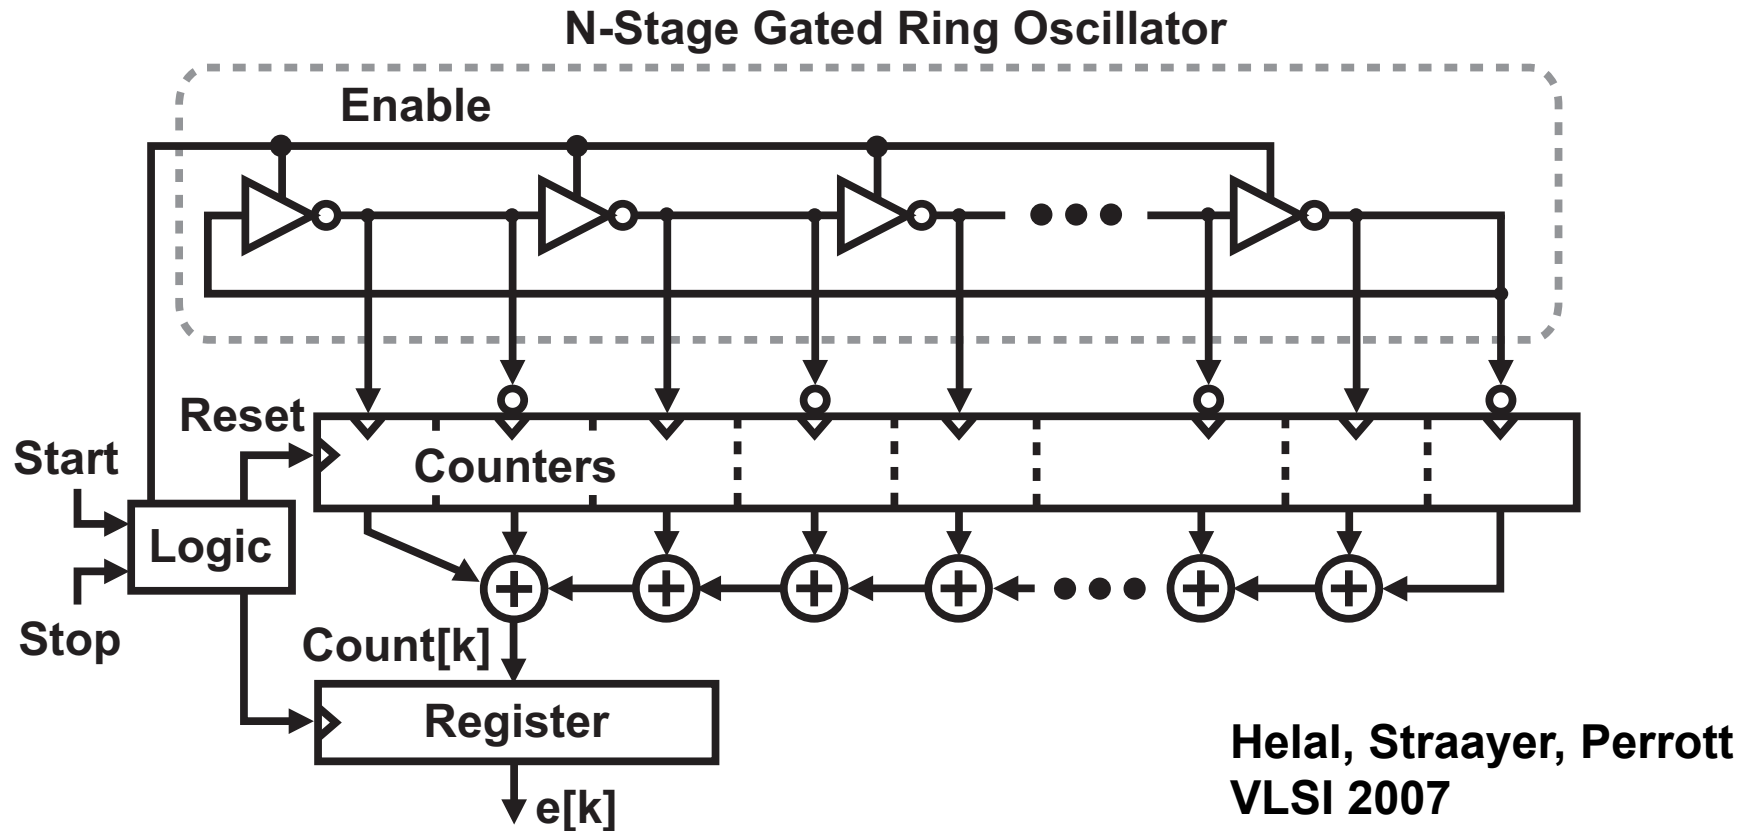 N-Stage Gated Ring Oscillator
Enable
Reset
Start
Counters
Logic
Stop
Count[k]
Register
e[k]
Helal, Straayer, Perrott
VLSI 2007